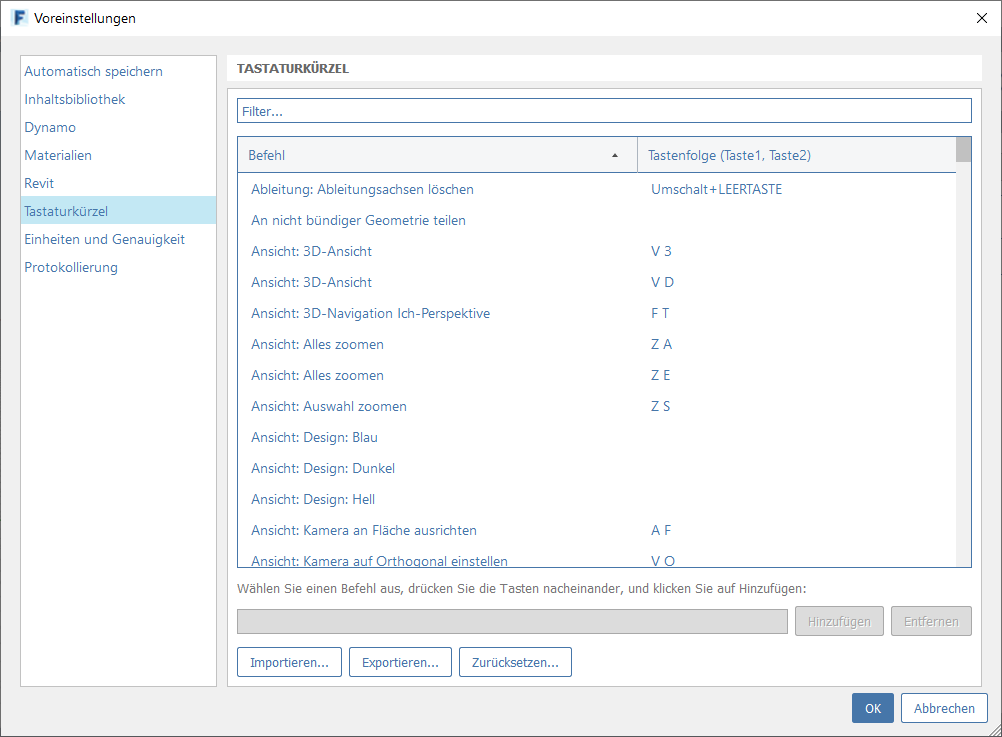 Voreinstellungen
Automatisch speichern
Inhaltsbibliothek
Dynamo
Materialien
Revit
Tastaturkürzel
Einheiten und Genauigkeit
Protokollierung
TASTATURKÜRZEL
Filter...
Befehl Tastenfolge (Taste1, Taste2)
Ableitung: Ableitungsachsen löschen Umschalt+LEERTASTE
An nicht bündiger Geometrie teilen
Ansicht: 3D-Ansicht V 3
Ansicht: 3D-Ansicht V D
Ansicht: 3D-Navigation Ich-Perspektive F T
Ansicht: Alles zoomen Z A
Ansicht: Alles zoomen Z E
Ansicht: Auswahl zoomen Z S
Ansicht: Design: Blau
Ansicht: Design: Dunkel
Ansicht: Design: Hell
Ansicht: Kamera an Fläche ausrichten A F
Ansicht: Kamera auf Orthogonal einstellen V O
Wählen Sie einen Befehl aus, drücken Sie die Tasten nacheinander, und klicken Sie auf Hinzufügen:
Hinzufügen Entfernen
Importieren... Exportieren... Zurücksetzen...
OK Abbrechen